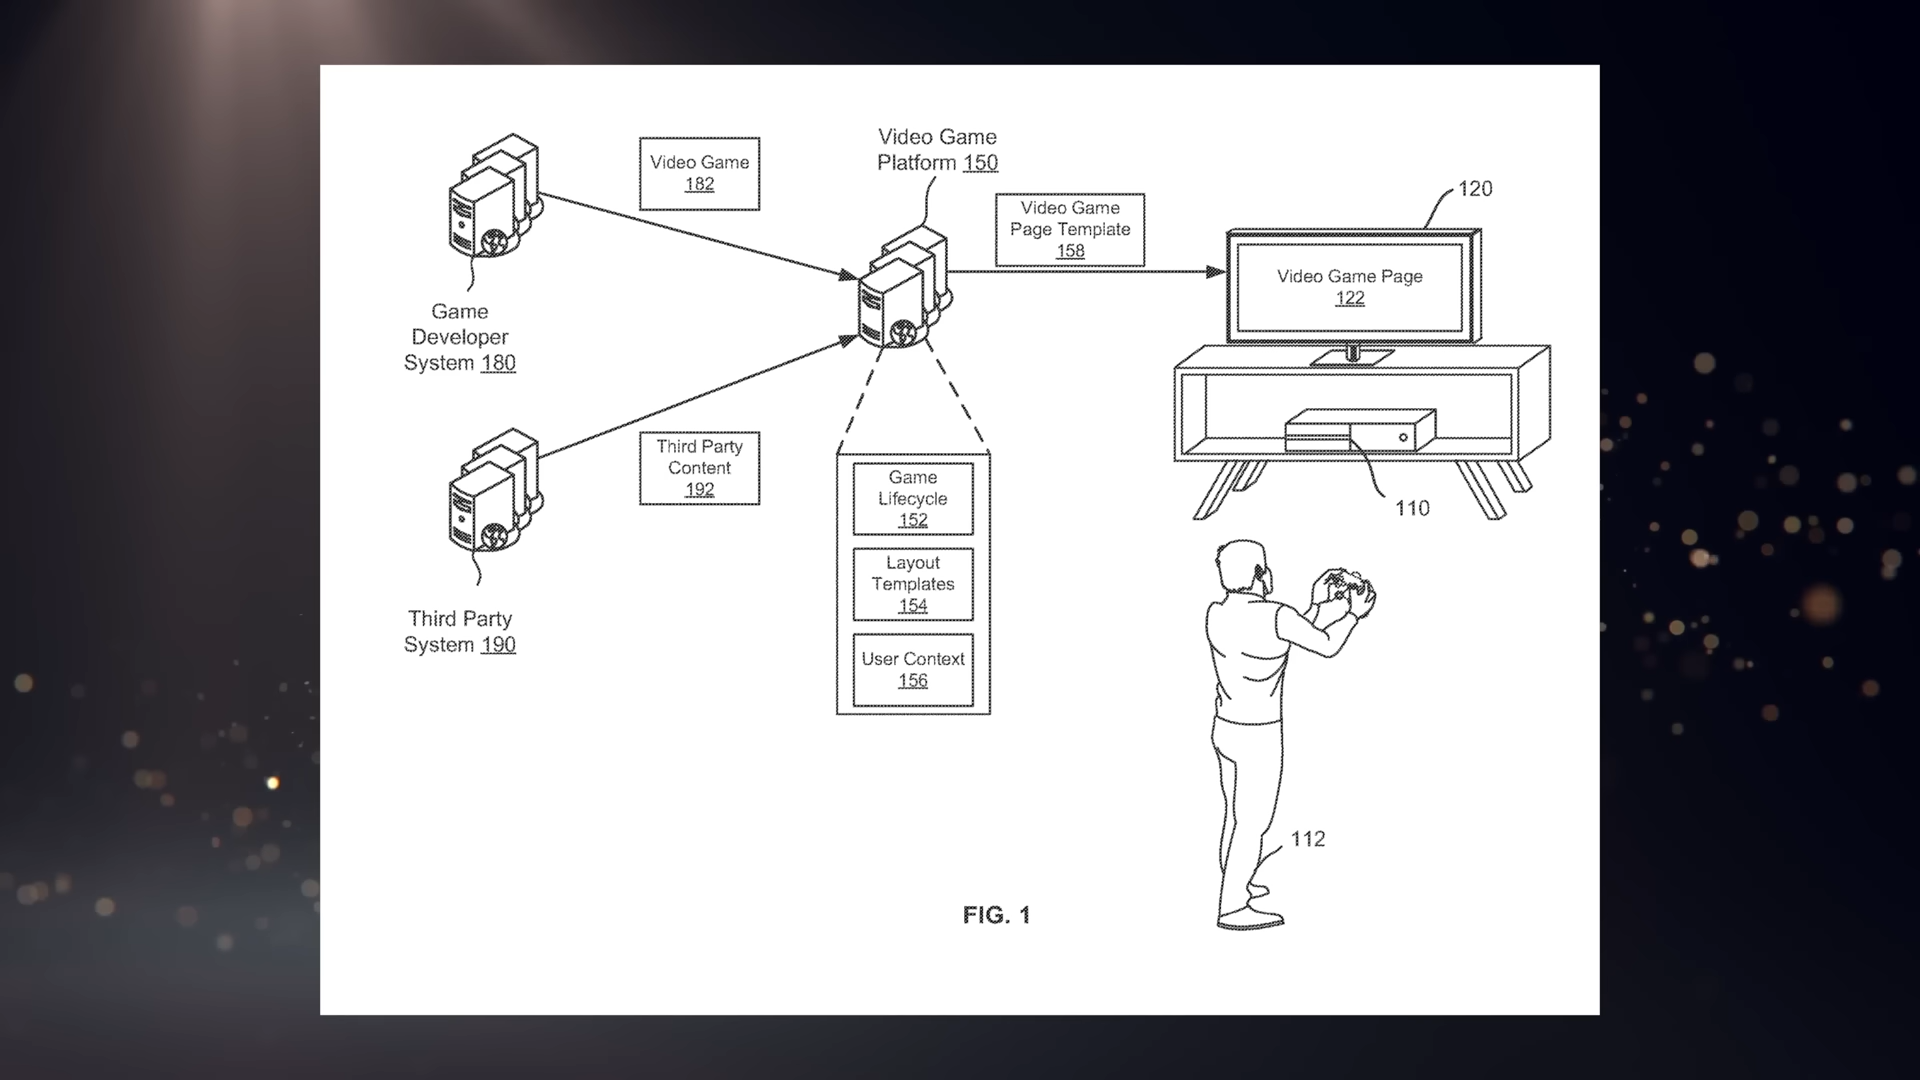 Video Game
182
Video Game
Platform 150
Video Game
Page Template
158
120
Video Game Page
122
Game
Developer
System 180
Third Party
Content
192
Game
Lifecycle
152
Layout
Templates
154
User Context
156
110
Third Party
System 190
112
FIG. 1